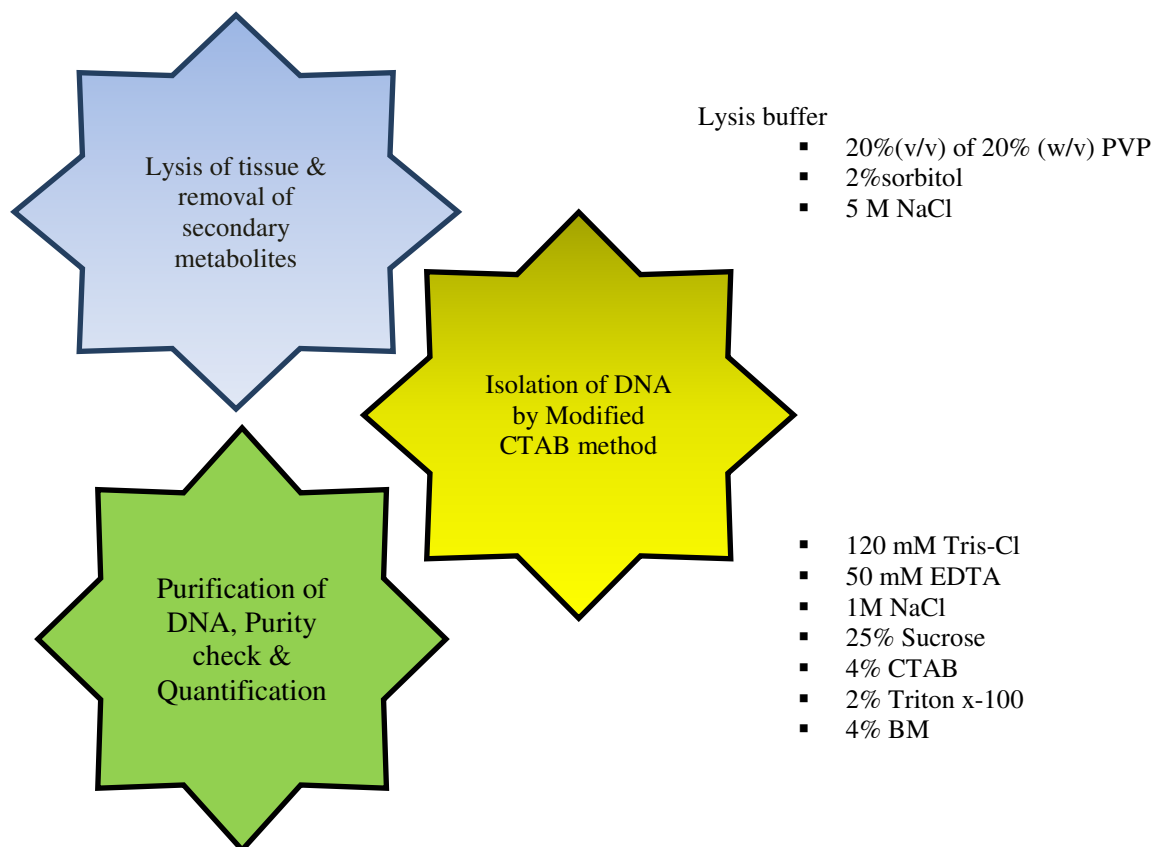 Lysis of tissue &
removal of
secondary
metabolites
Lysis buffer
▪ 20%(v/v) of 20% (w/v) PVP
▪ 2%sorbitol
▪ 5 M NaCl
Isolation of DNA
by Modified
CTAB method
Purification of
DNA, Purity
check &
Quantification
▪ 120 mM Tris-Cl
▪ 50 mM EDTA
▪ 1M NaCl
▪ 25% Sucrose
▪ 4% CTAB
▪ 2% Triton x-100
▪ 4% BM